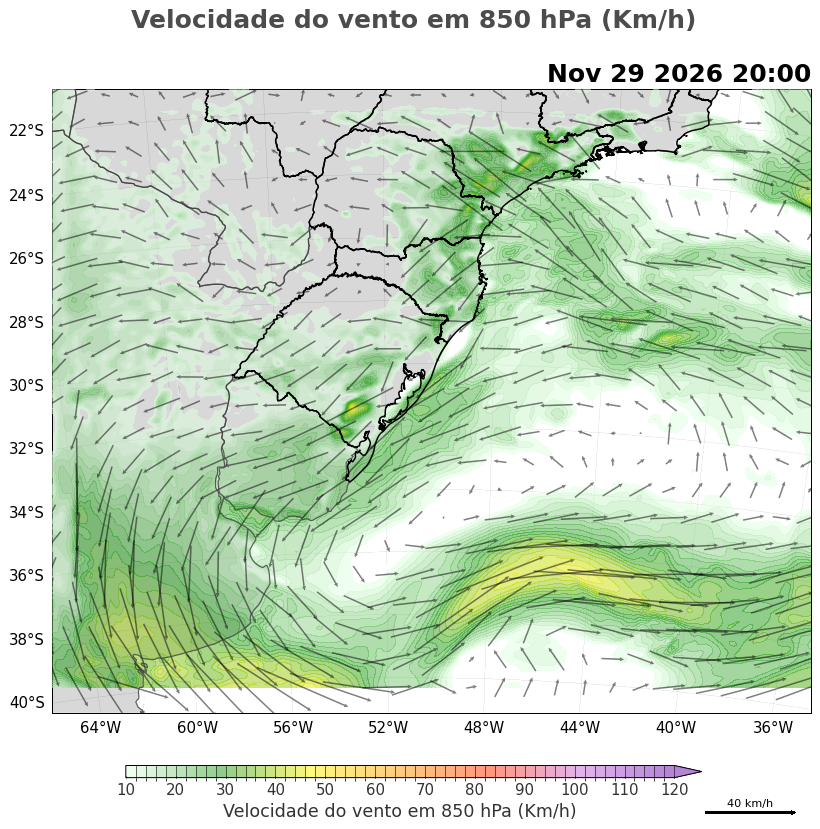 Velocidade do vento em 850 hPa (Km/h)
Nov 29 2026 20:00
22°S
24°S
26°S
28°S
30°S
32°S
34°S
36°S
38°S
40°S
64°W 60°W 56°W 52°W 48°W 44°W 40°W 36°W
10 20 30 40 50 60 70 80 90 100 110 120
Velocidade do vento em 850 hPa (Km/h)
40 km/h